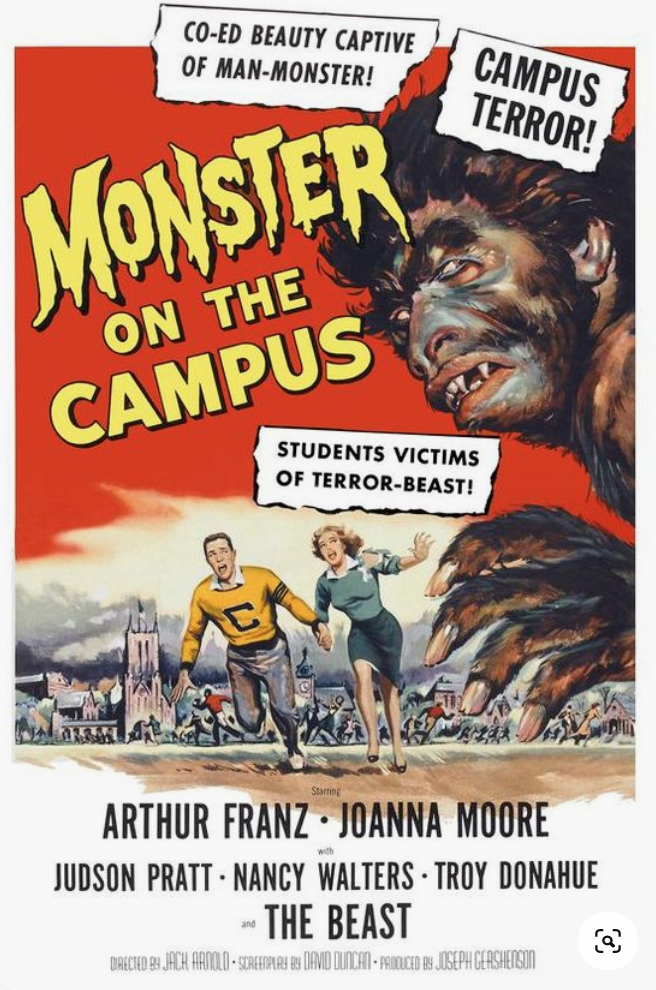 CO-ED BEAUTY CAPTIVE
OF MAN-MONSTER!
CAMPUS
TERROR!
MONSTER
ON THE
CAMPUS
STUDENTS VICTIMS
OF TERROR-BEAST!
C
Starring
ARTHUR FRANZ · JOANNA MOORE
with
JUDSON PRATT · NANCY WALTERS · TROY DONAHUE
and THE BEAST
DIRECTED BY JACK ARNOLD · SCREENPLAY BY DAVID DUNCAN · PRODUCED BY JOSEPH GERSHENSON